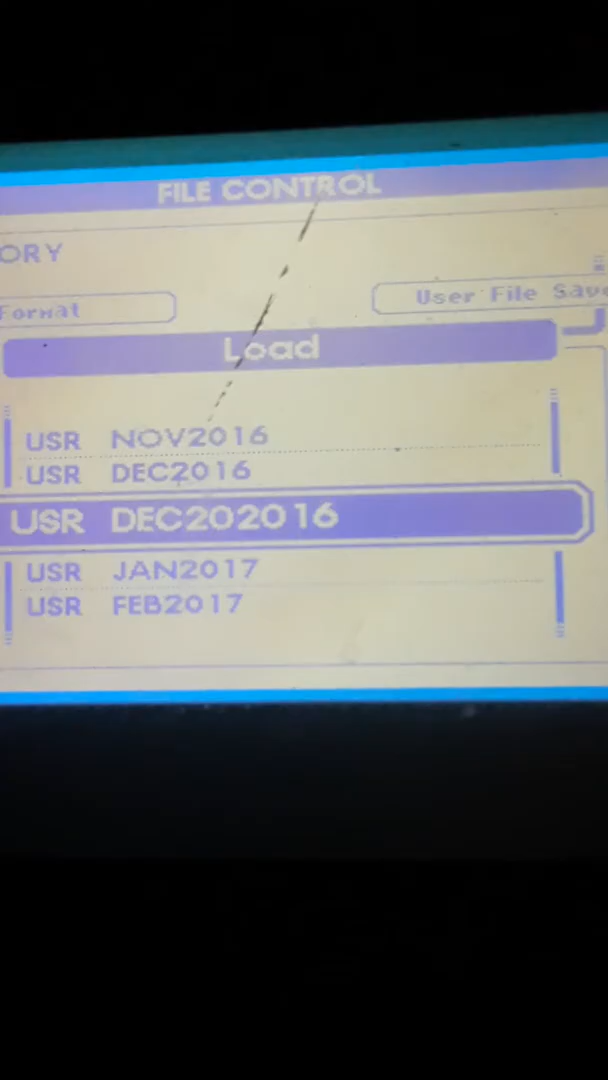 FILE CONTROL
ORY
Format
User File Save
Load
USR NOV2016
USR DEC2016
USR DEC202016
USR JAN2017
USR FEB2017